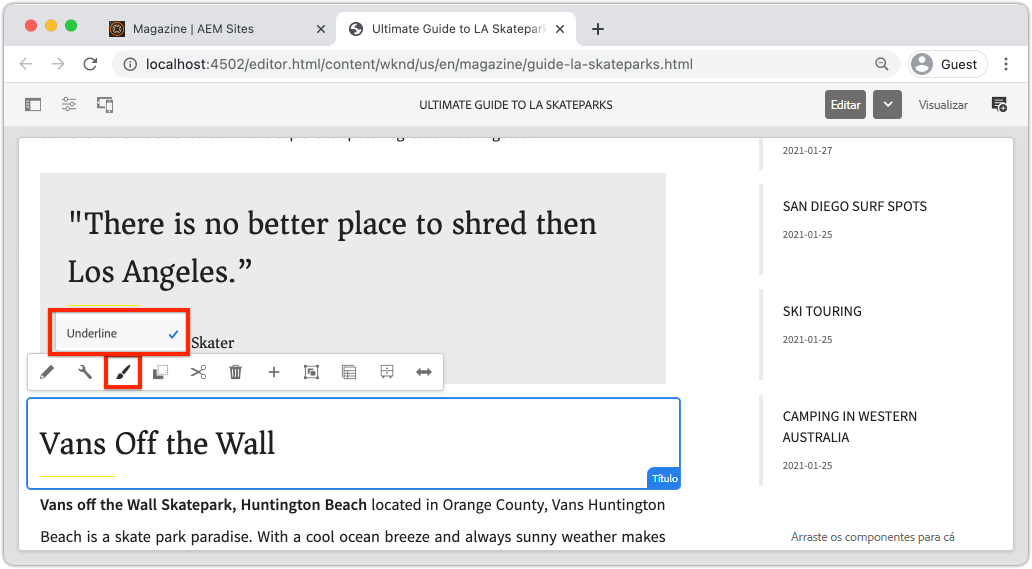 Magazine | AEM Sites
Ultimate Guide to LA Skatepark
localhost:4502/editor.html/content/wknd/us/en/magazine/guide-la-skateparks.html
Guest
ULTIMATE GUIDE TO LA SKATEPARKS
Editar
Visualizar
"There is no better place to shred then
Los Angeles.”
Underline
Skater
Vans Off the Wall
Título
Vans off the Wall Skatepark, Huntington Beach located in Orange County, Vans Huntington
Beach is a skate park paradise. With a cool ocean breeze and always sunny weather makes
2021-01-27
SAN DIEGO SURF SPOTS
2021-01-25
SKI TOURING
2021-01-25
CAMPING IN WESTERN
AUSTRALIA
2021-01-25
Arraste os componentes para cá